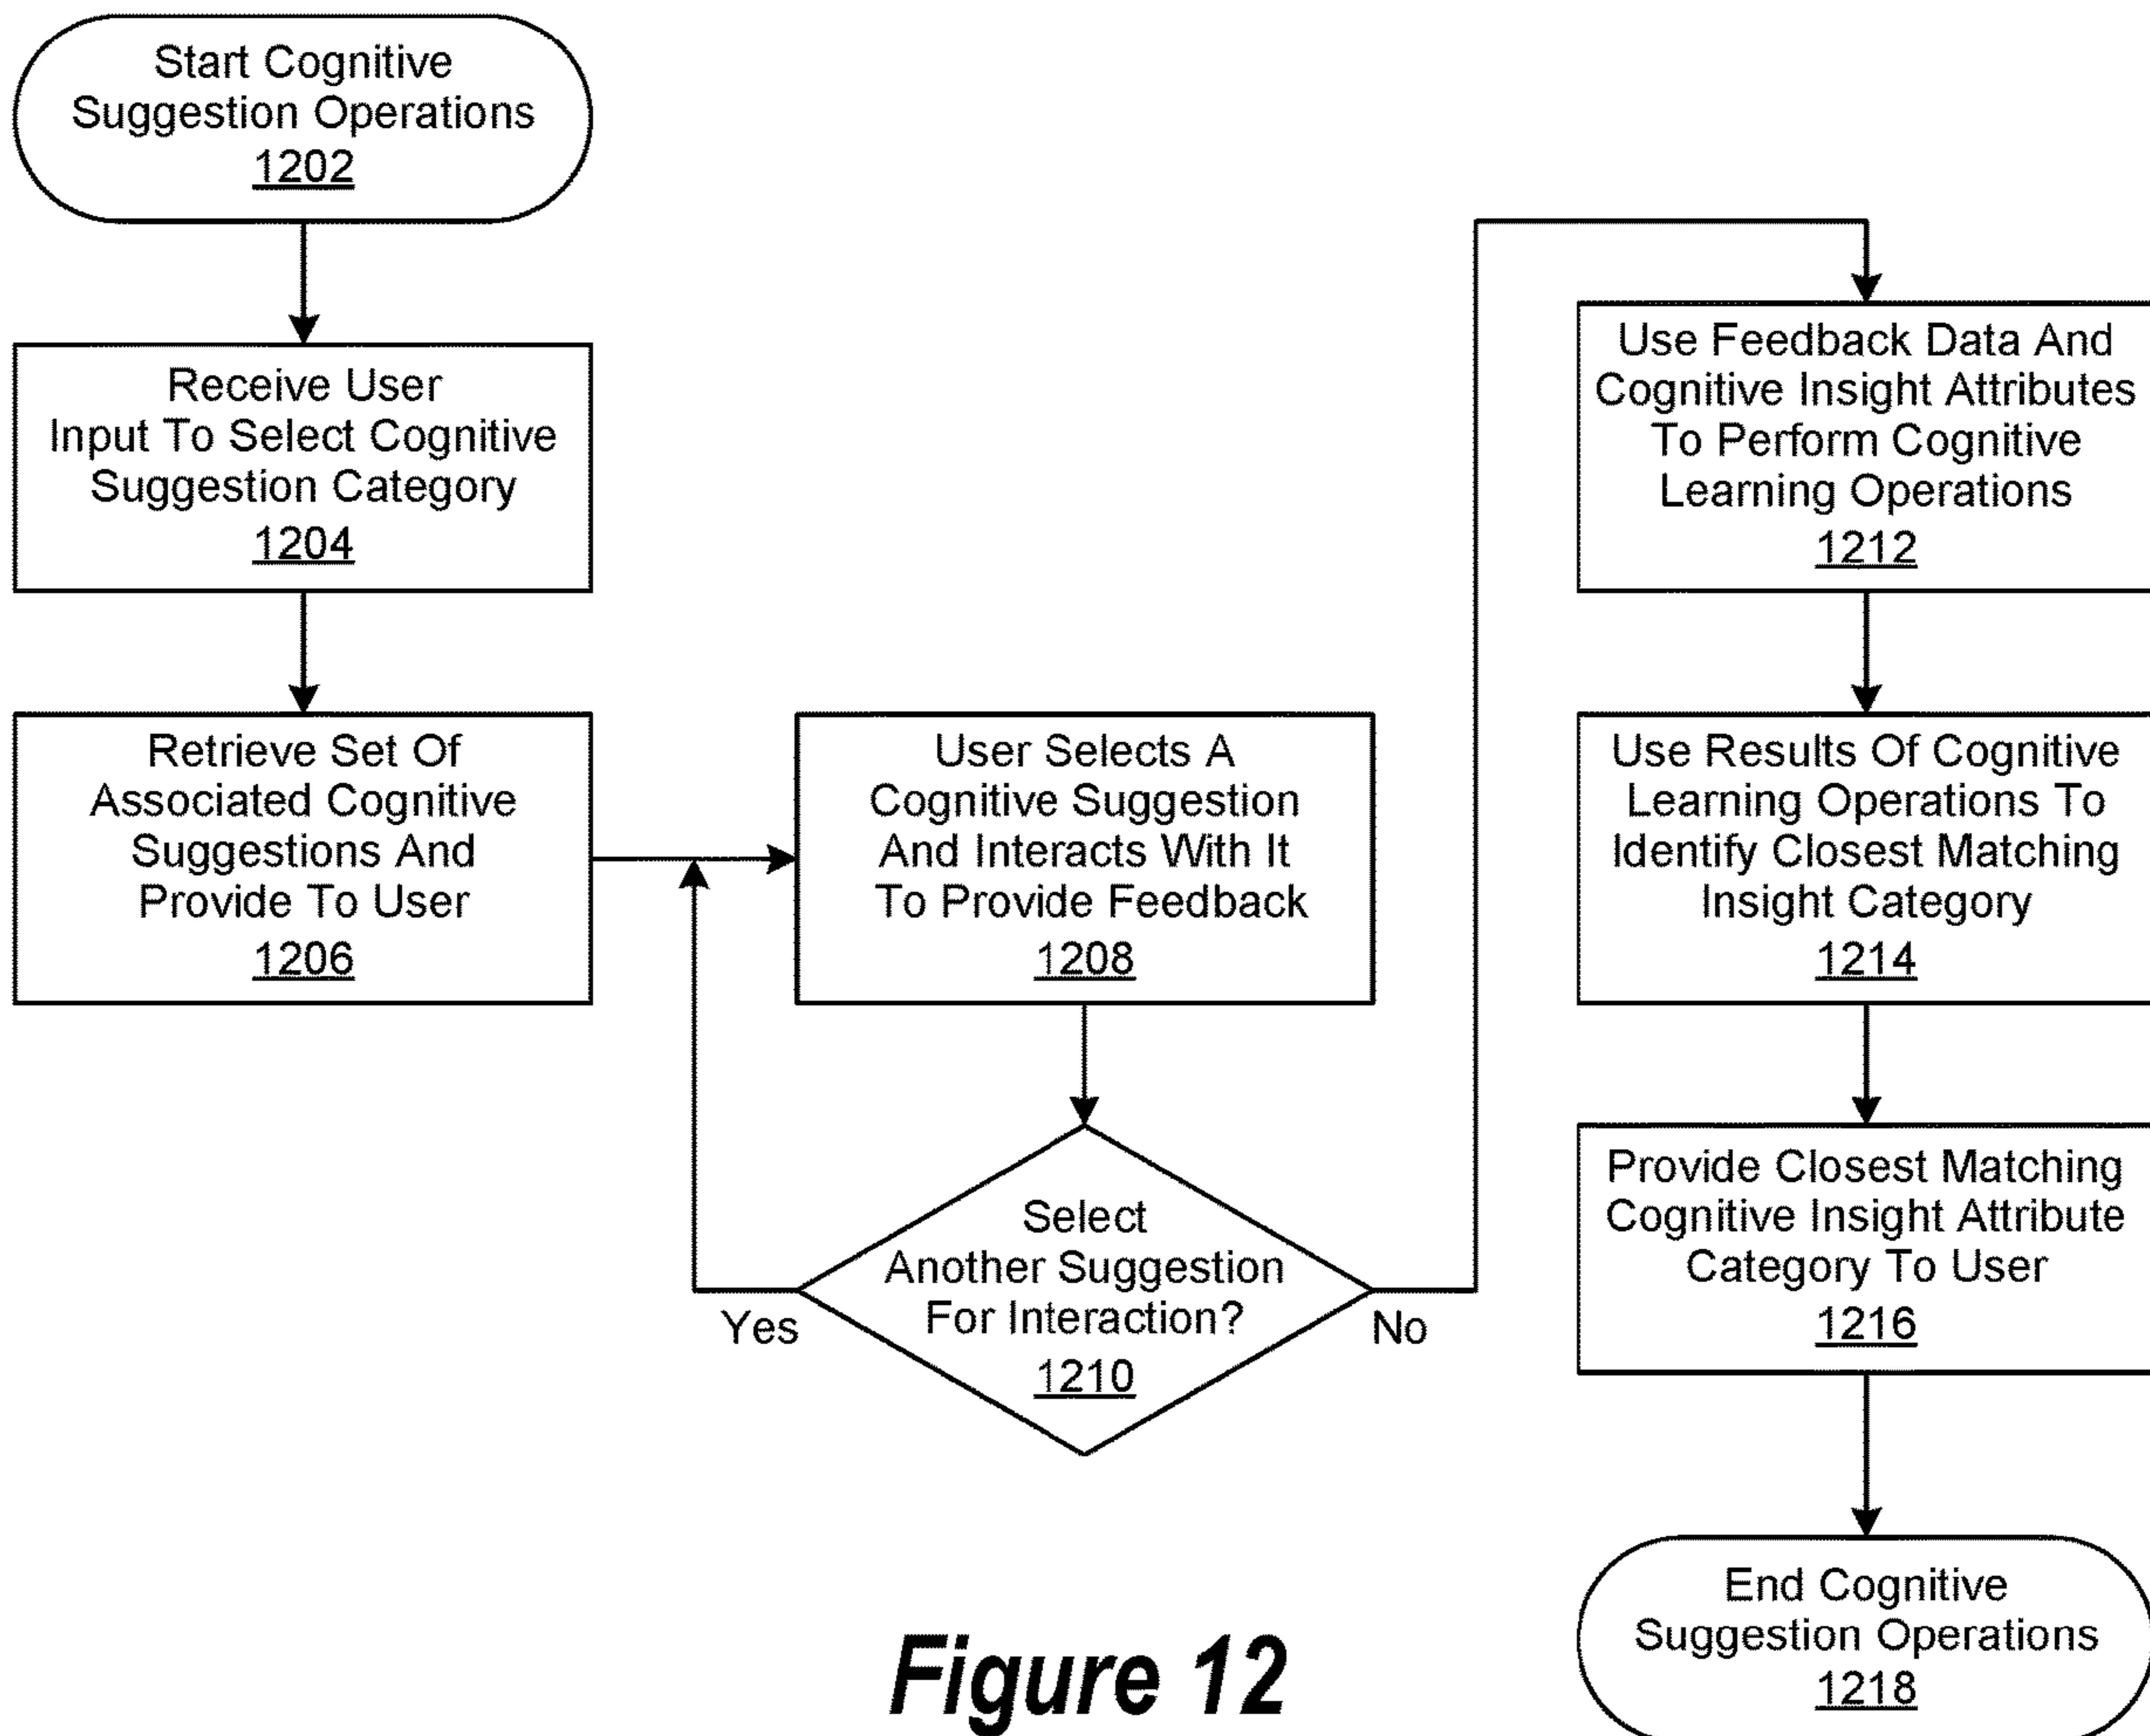 Start Cognitive
Suggestion Operations
1202
Receive User
Input To Select Cognitive
Suggestion Category
1204
Retrieve Set Of
Associated Cognitive
Suggestions And
Provide To User
1206
User Selects A
Cognitive Suggestion
And Interacts With It
To Provide Feedback
1208
Select
Another Suggestion
For Interaction?
1210
Yes
No
Use Feedback Data And
Cognitive Insight Attributes
To Perform Cognitive
Learning Operations
1212
Use Results Of Cognitive
Learning Operations To
Identify Closest Matching
Insight Category
1214
Provide Closest Matching
Cognitive Insight Attribute
Category To User
1216
End Cognitive
Suggestion Operations
1218
Figure 12